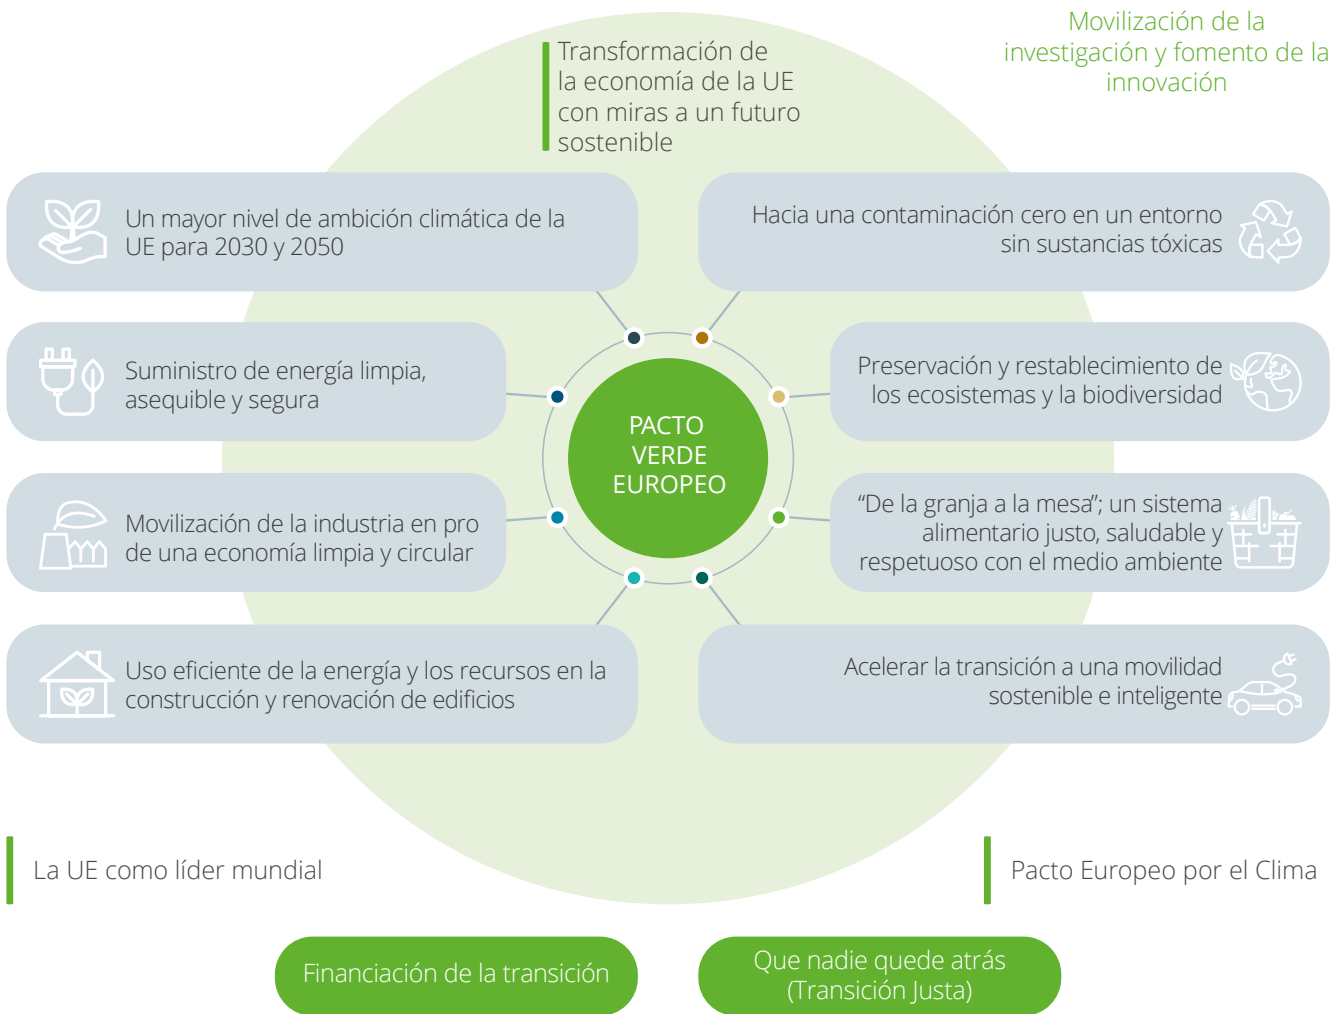 Movilización de la
investigación y fomento de la
innovación
Transformación de
la economía de la UE
con miras a un futuro
sostenible
Un mayor nivel de ambición climática de la
UE para 2030 y 2050
Hacia una contaminación cero en un entorno
sin sustancias tóxicas
Suministro de energía limpia,
asequible y segura
Preservación y restablecimiento de
los ecosistemas y la biodiversidad
PACTO
VERDE
EUROPEO
Movilización de la industria en pro
de una economía limpia y circular
“De la granja a la mesa”; un sistema
alimentario justo, saludable y
respetuoso con el medio ambiente
Uso eficiente de la energía y los recursos en la
construcción y renovación de edificios
Acelerar la transición a una movilidad
sostenible e inteligente
La UE como líder mundial
Pacto Europeo por el Clima
Financiación de la transición
Que nadie quede atrás
(Transición Justa)